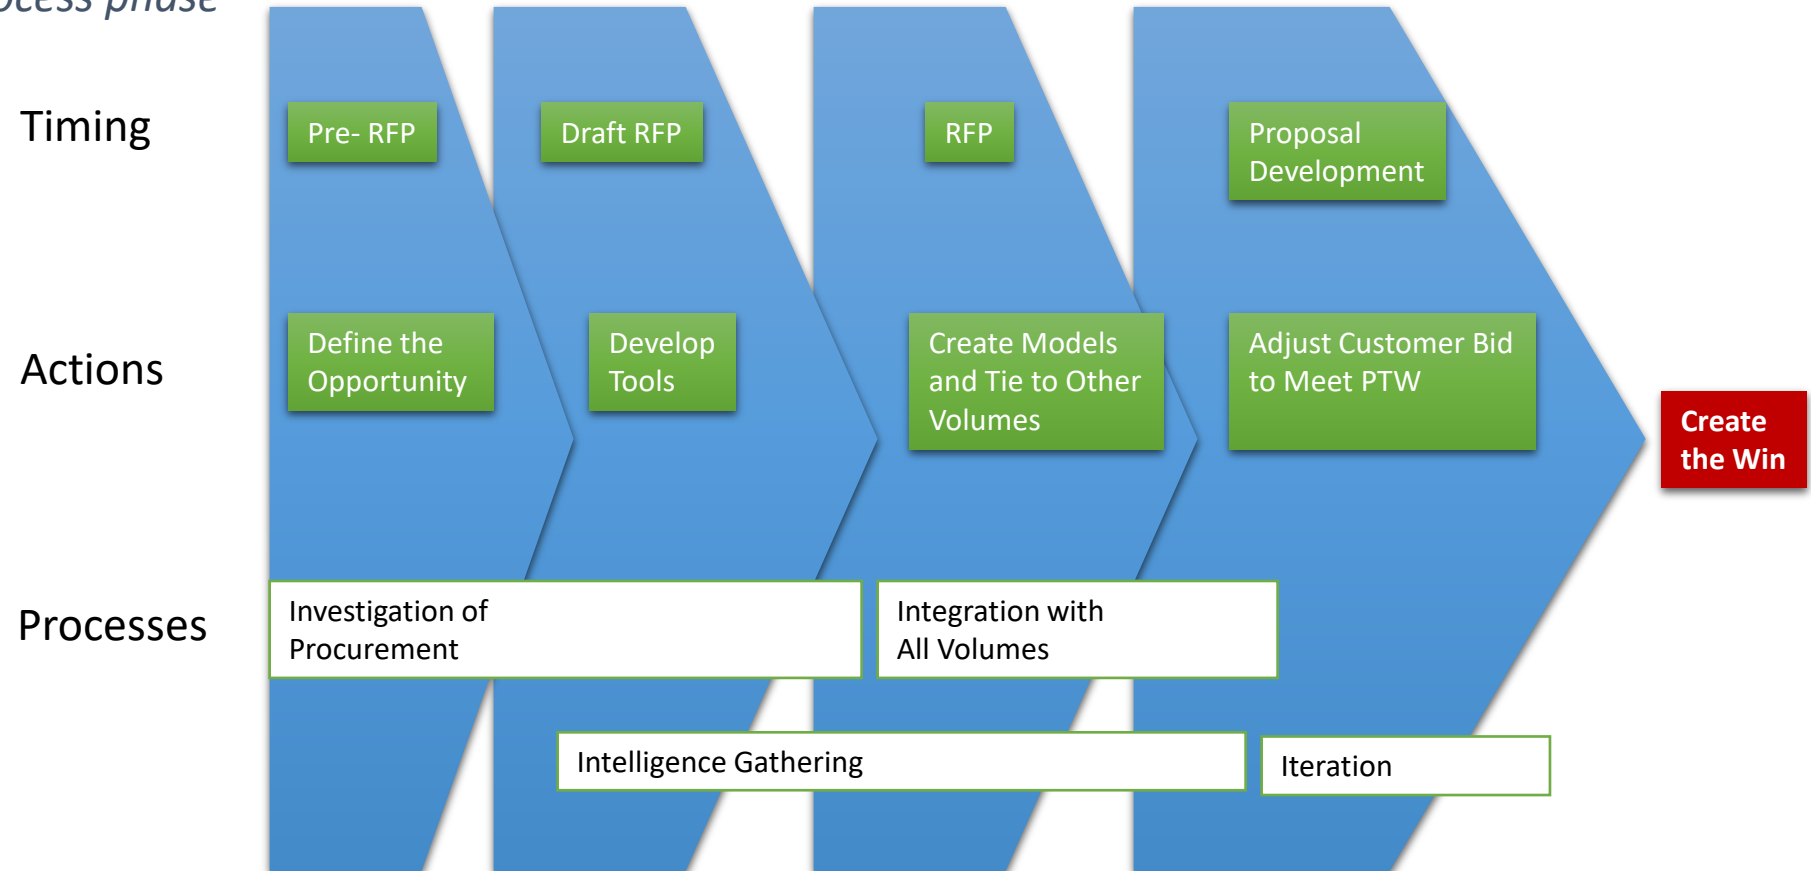 phase
Timing
Pre- RFP
Draft RFP
RFP
Proposal
Development
Actions
Define the
Opportunity
Develop
Tools
Create Models
and Tie to Other
Volumes
Adjust Customer Bid
to Meet PTW
Create
the Win
Processes
Investigation of
Procurement
Integration with
All Volumes
Intelligence Gathering
Iteration